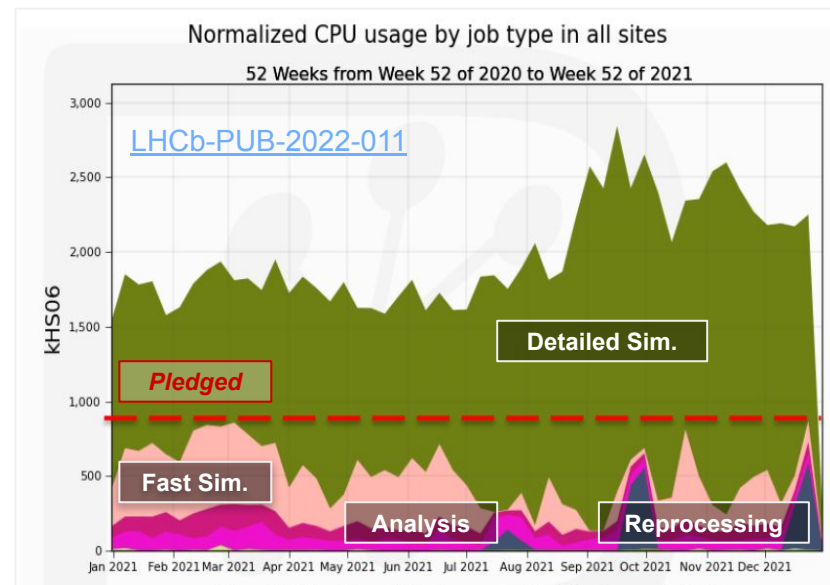 Normalized CPU usage by job type in all sites
52 Weeks from Week 52 of 2020 to Week 52 of 2021
3,000
LHCb-PUB-2022-011
2,500
2,000
kHS06
1,500
Detailed Sim.
Pledged
1,000
500
Fast Sim.
Analysis
Reprocessing
0
Jan 2021 Feb 2021 Mar 2021 Apr 2021 May 2021 Jun 2021 Jul 2021 Aug 2021 Sep 2021 Oct 2021 Nov 2021 Dec 2021